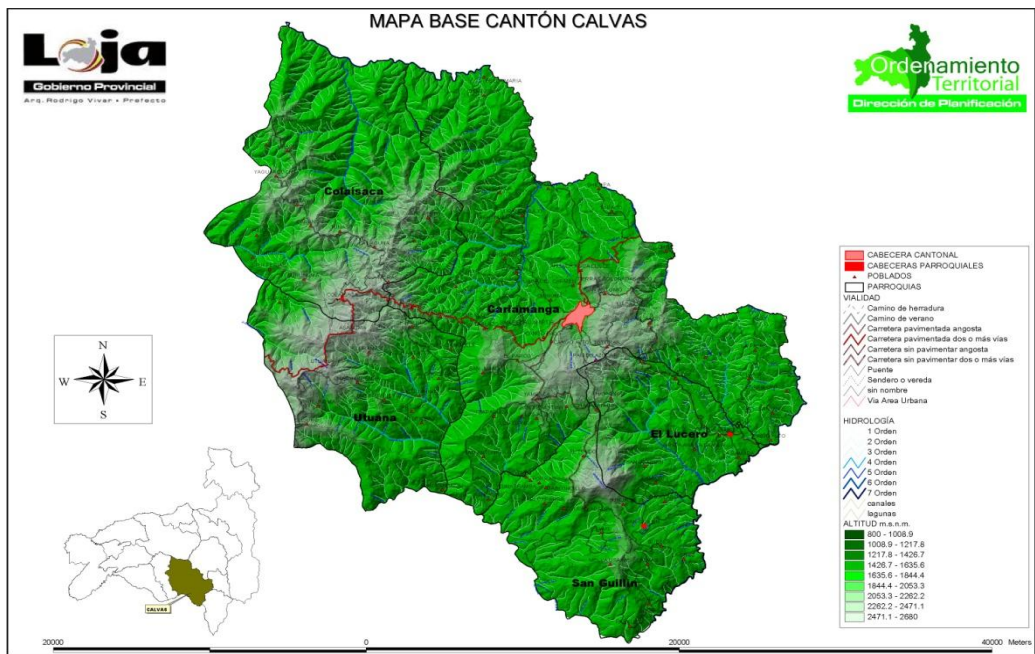 MAPA BASE CANTÓN CALVAS
Loja
Gobierno Provincial
Arq. Rodrigo Vivar • Prefecto
Ordenamiento
Territorial
Dirección de Planificación
Colaisaca
Cariamanga
Utuana
El Lucero
San Guillin
N
W E
S
CALVAS
CABECERA CANTONAL
CABECERAS PARROQUIALES
POBLADOS
PARROQUIAS
VIALIDAD
Camino de herradura
Camino de verano
Carretera pavimentada angosta
Carretera pavimentada dos o más vías
Carretera sin pavimentar angosta
Carretera sin pavimentar dos o más vías
Puente
Sendero o vereda
sin nombre
Via Area Urbana
HIDROLOGÍA
1 Orden
2 Orden
3 Orden
4 Orden
5 Orden
6 Orden
7 Orden
canales
lagunas
ALTITUD m.s.n.m.
800 - 1008.9
1008.9 - 1217.8
1217.8 - 1426.7
1426.7 - 1635.6
1635.6 - 1844.4
1844.4 - 2053.3
2053.3 - 2262.2
2262.2 - 2471.1
2471.1 - 2680
20000 0 20000 40000 Meters